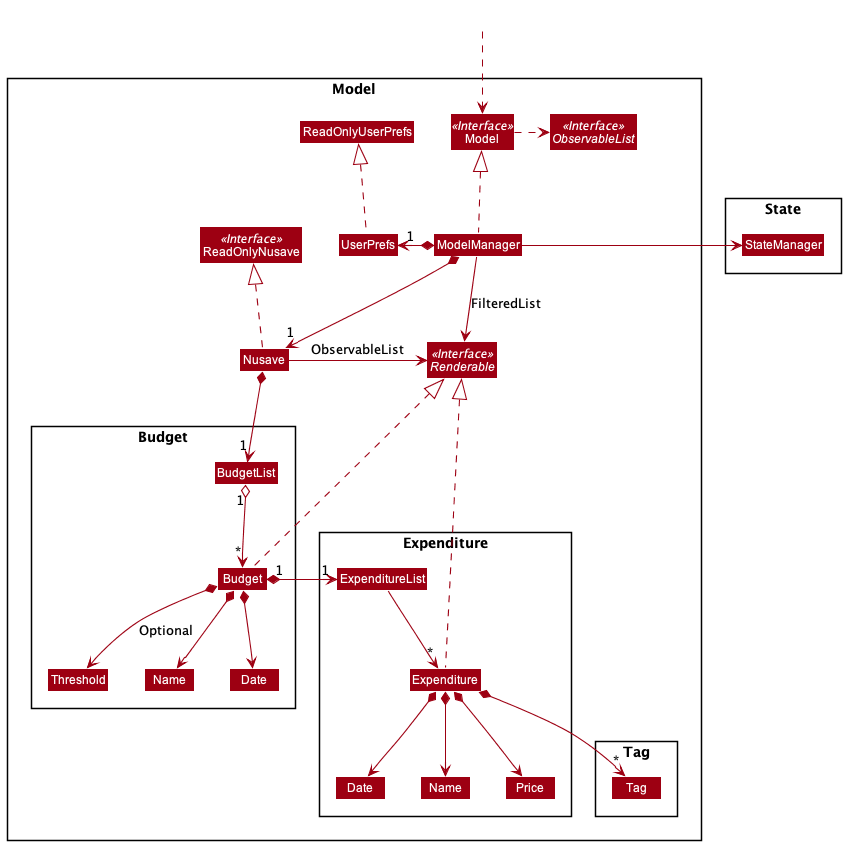 Model
ReadOnlyUserPrefs
«Interface»
Model
«Interface»
ObservableList
State
«Interface»
ReadOnlyNusave
UserPrefs
1
ModelManager
StateManager
FilteredList
1
Nusave
ObservableList
«Interface»
Renderable
Budget
1
BudgetList
1
*
Expenditure
Budget
1
1
ExpenditureList
Optional
*
Threshold
Name
Date
Expenditure
Tag
*
Date
Name
Price
Tag